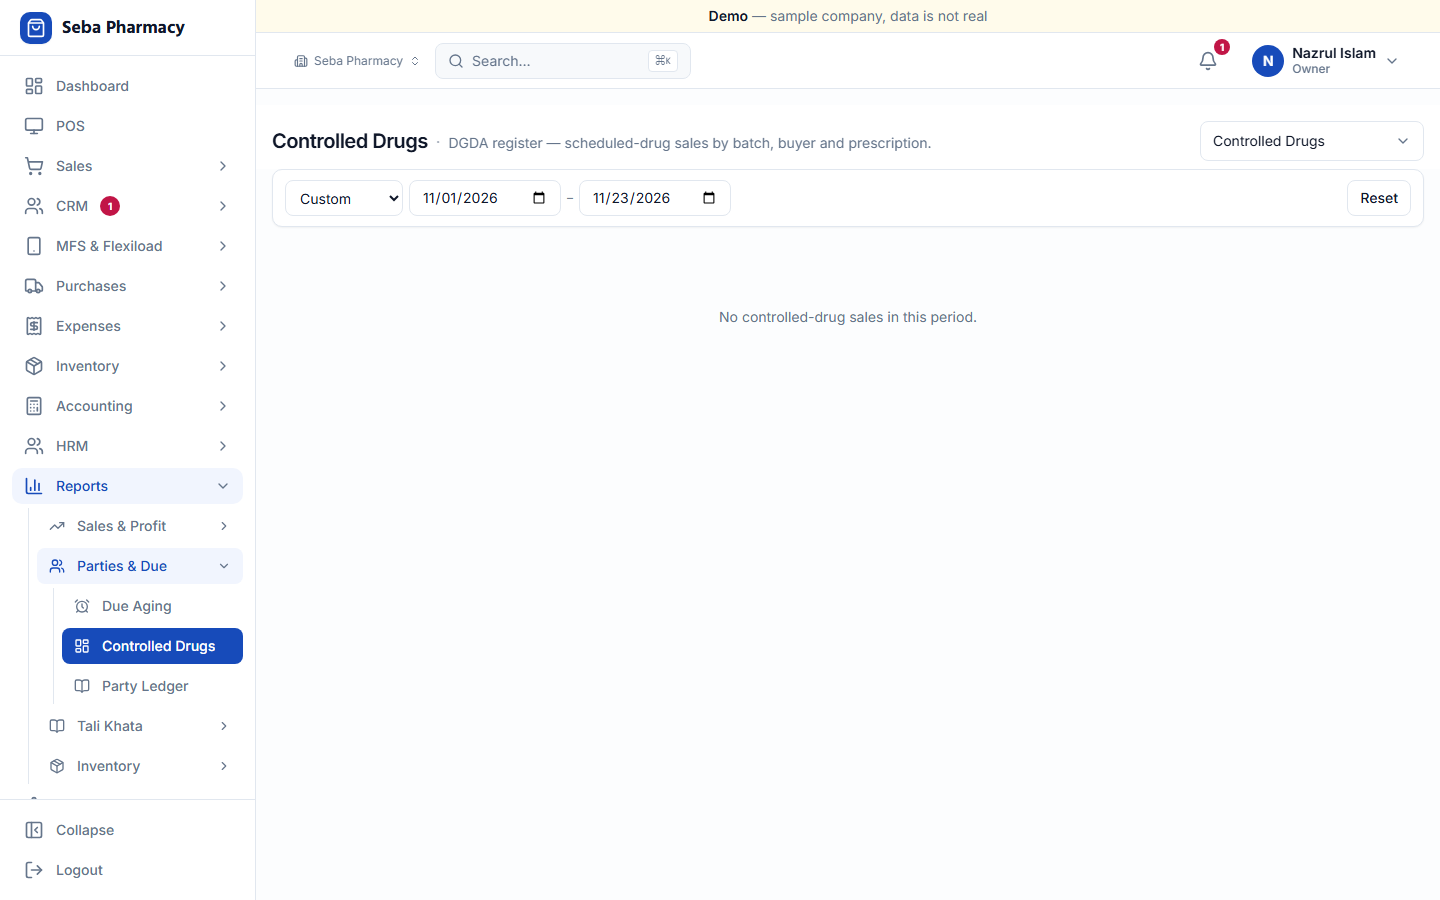 Seba Pharmacy
Demo — sample company, data is not real
Seba Pharmacy
Search...
⌘K
1
N
Nazrul Islam
Owner
Dashboard
POS
Sales
CRM 1
MFS & Flexiload
Purchases
Expenses
Inventory
Accounting
HRM
Reports
Sales & Profit
Parties & Due
Due Aging
Controlled Drugs
Party Ledger
Tali Khata
Inventory
Collapse
Logout
Controlled Drugs · DGDA register — scheduled-drug sales by batch, buyer and prescription.
Controlled Drugs
Custom 11/01/2026 – 11/23/2026 Reset
No controlled-drug sales in this period.